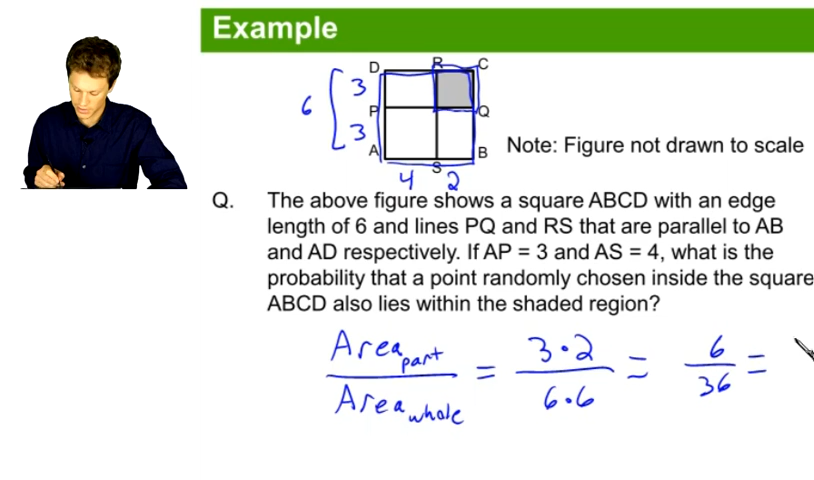 Example
D R C
6 3
P Q
3
A S B
4 2
Note: Figure not drawn to scale
Q. The above figure shows a square ABCD with an edge
length of 6 and lines PQ and RS that are parallel to AB
and AD respectively. If AP = 3 and AS = 4, what is the
probability that a point randomly chosen inside the square
ABCD also lies within the shaded region?
Area part / Area whole = 3·2 / 6·6 = 6 / 36 =